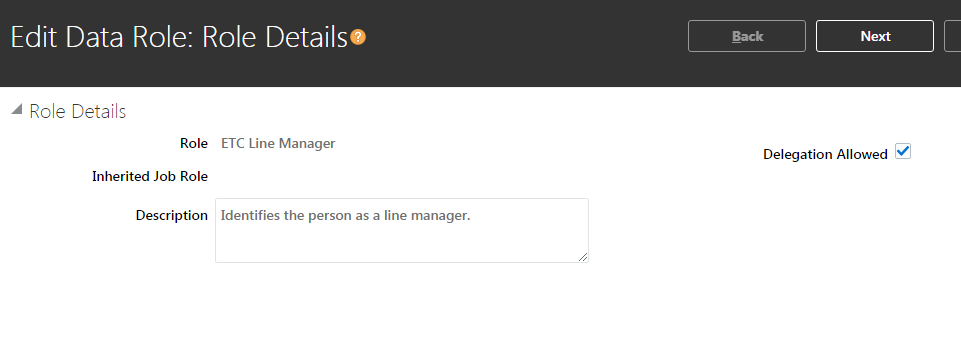 Edit Data Role: Role Details ?
Back
Next
Role Details
Role ETC Line Manager
Delegation Allowed
Inherited Job Role
Description Identifies the person as a line manager.